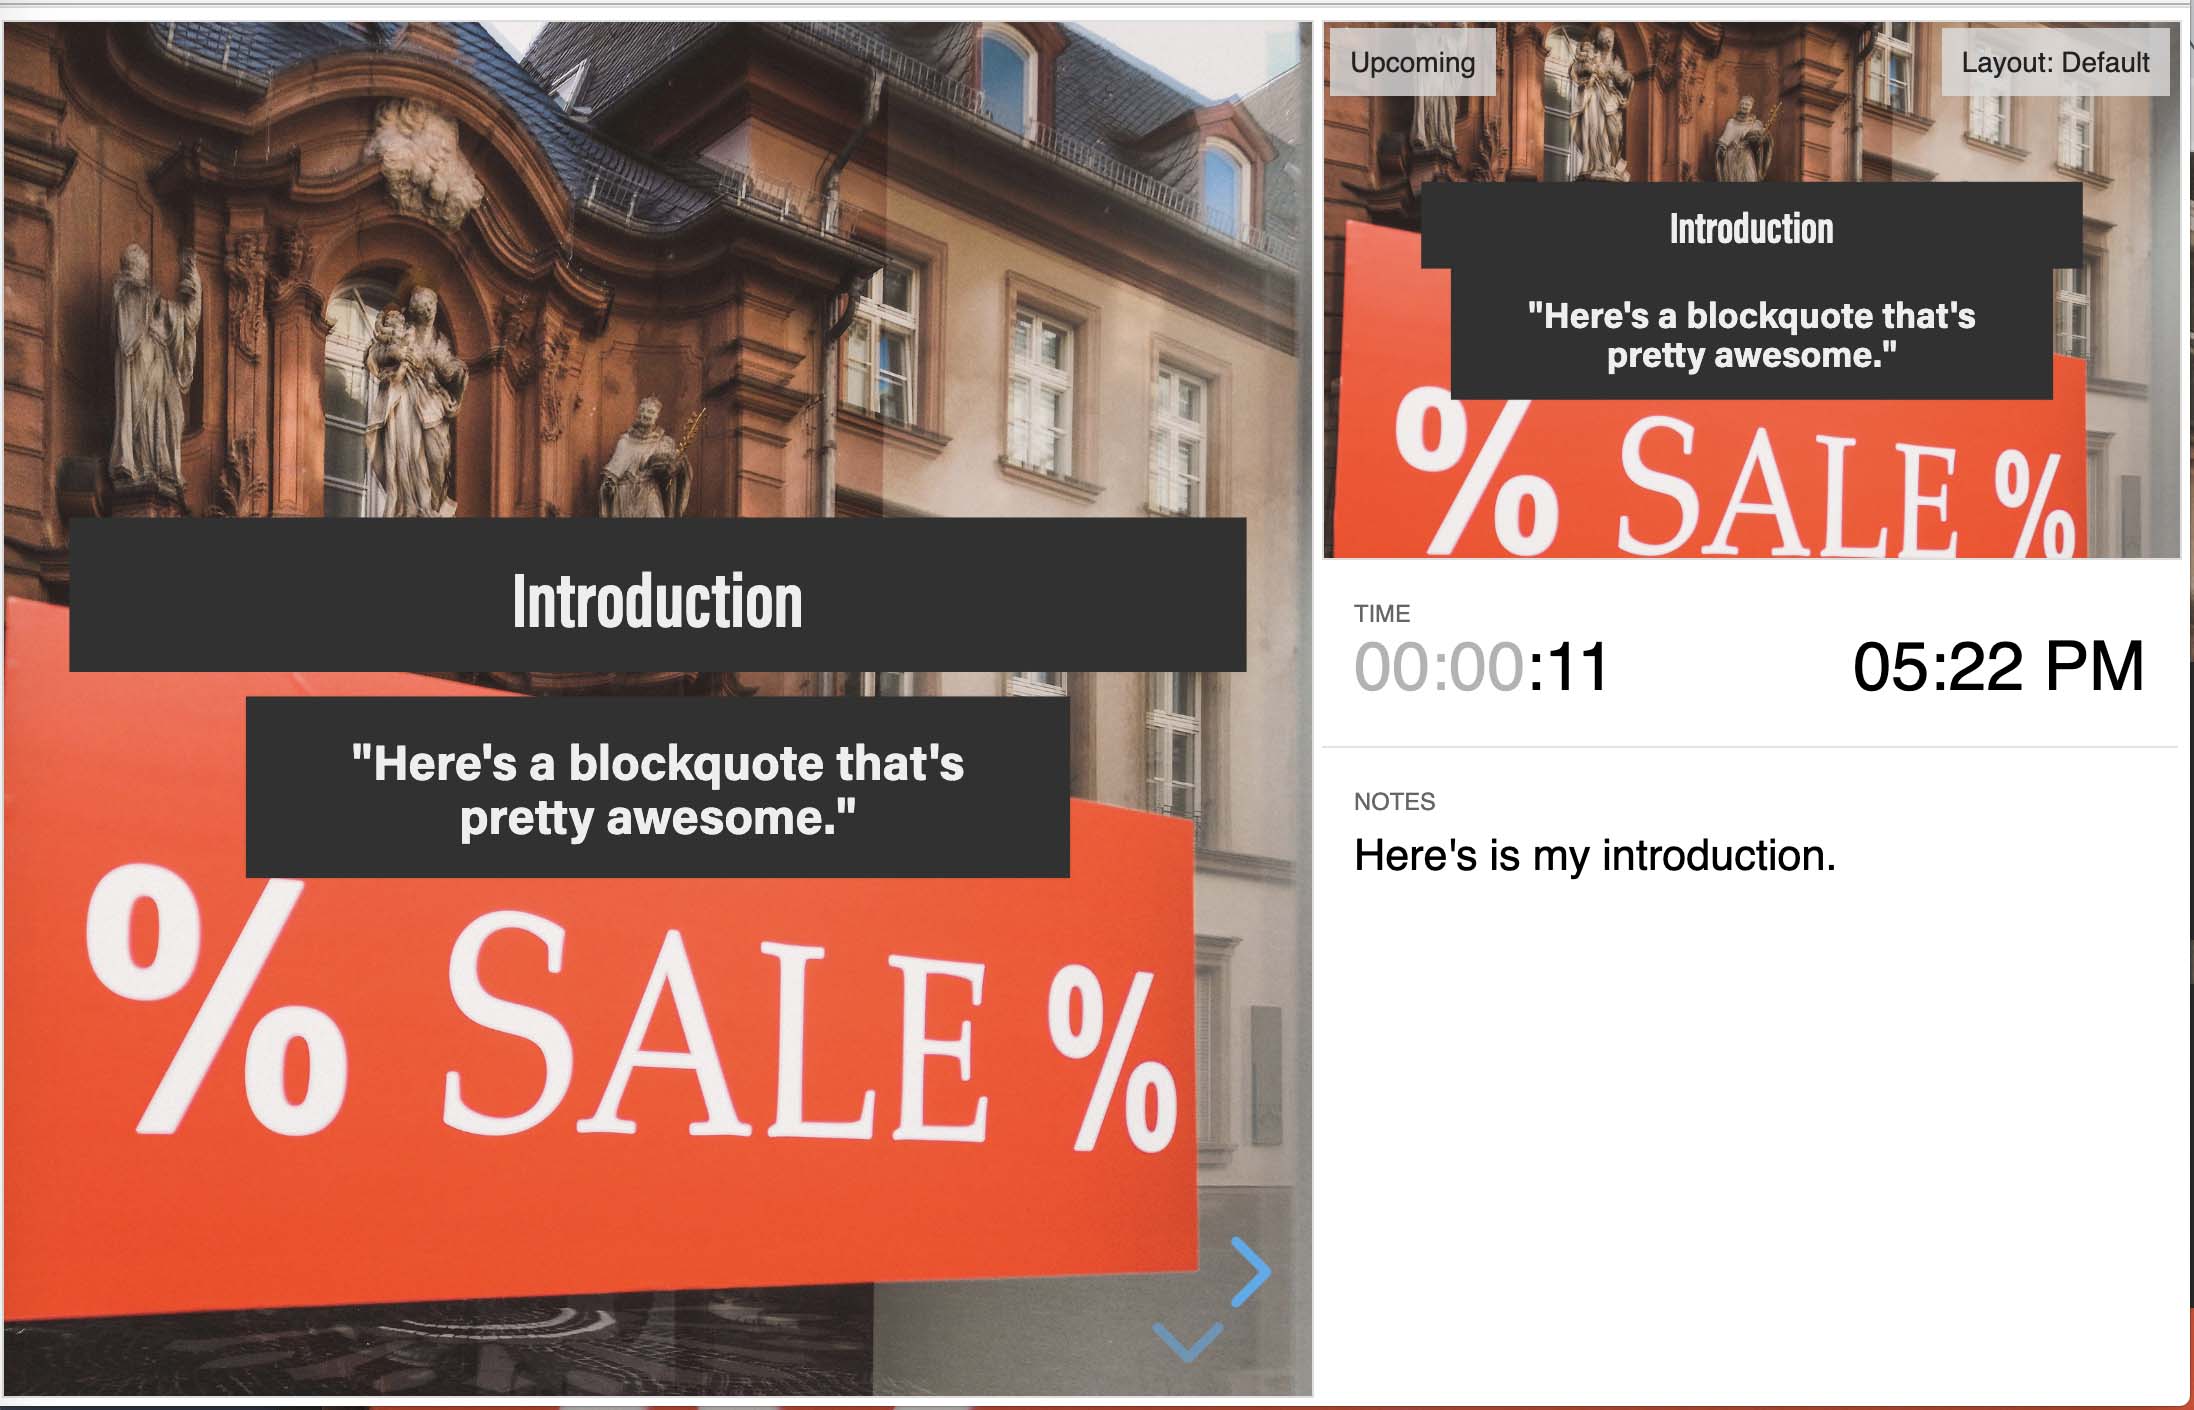 Introduction
"Here's a blockquote that's
pretty awesome."
% SALE %
Upcoming
Layout: Default
Introduction
"Here's a blockquote that's
pretty awesome."
% SALE %
TIME
00:00:11
05:22 PM
NOTES
Here's is my introduction.